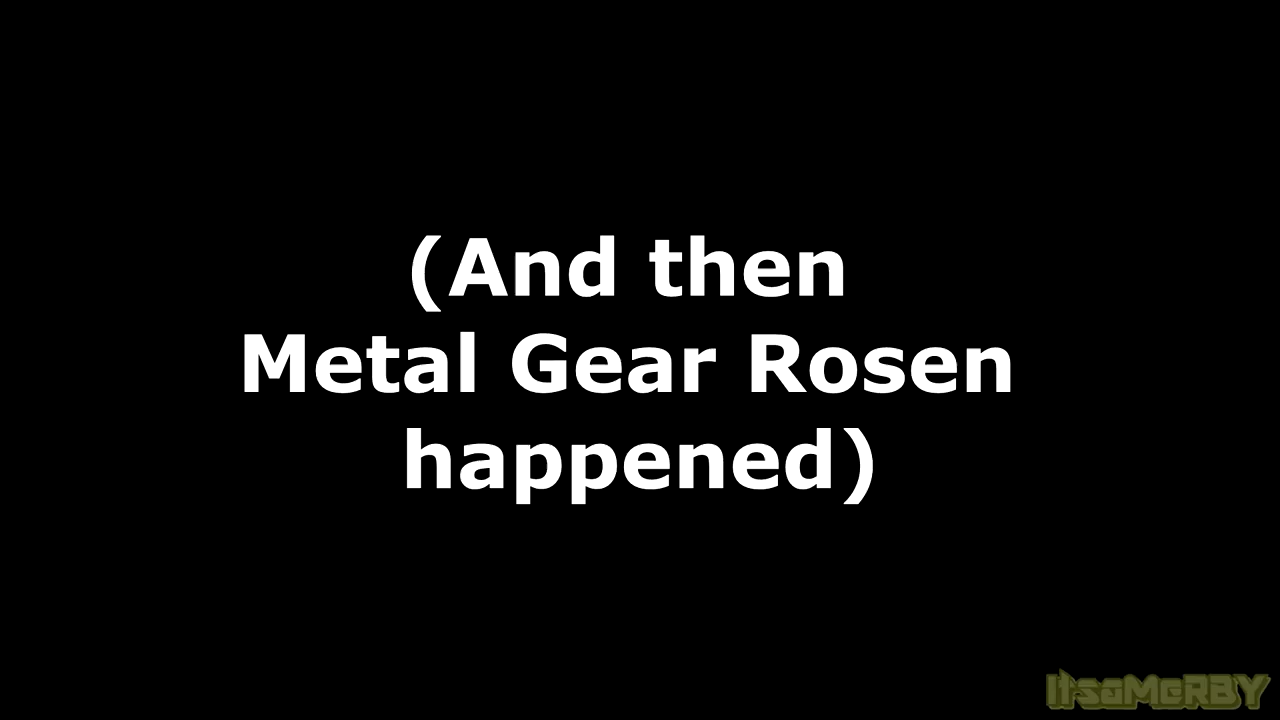 (And then
Metal Gear Rosen
happened)
ItsaMeRBY